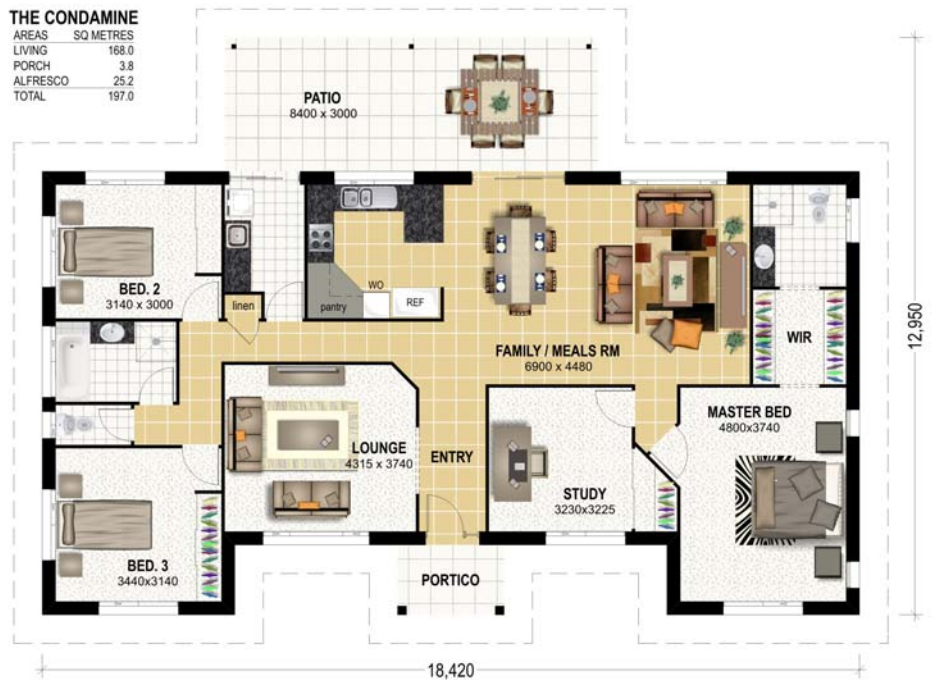 THE CONDAMINE
AREAS SQ METRES
LIVING 168.0
PORCH 3.8
ALFRESCO 25.2
TOTAL 197.0
PATIO
8400 x 3000
BED. 2
3140 x 3000
linen
pantry
WO
REF
FAMILY / MEALS RM
6900 x 4480
WIR
12,950
MASTER BED
4800x3740
LOUNGE
4315 x 3740
ENTRY
STUDY
3230x3225
BED. 3
3440x3140
PORTICO
18,420